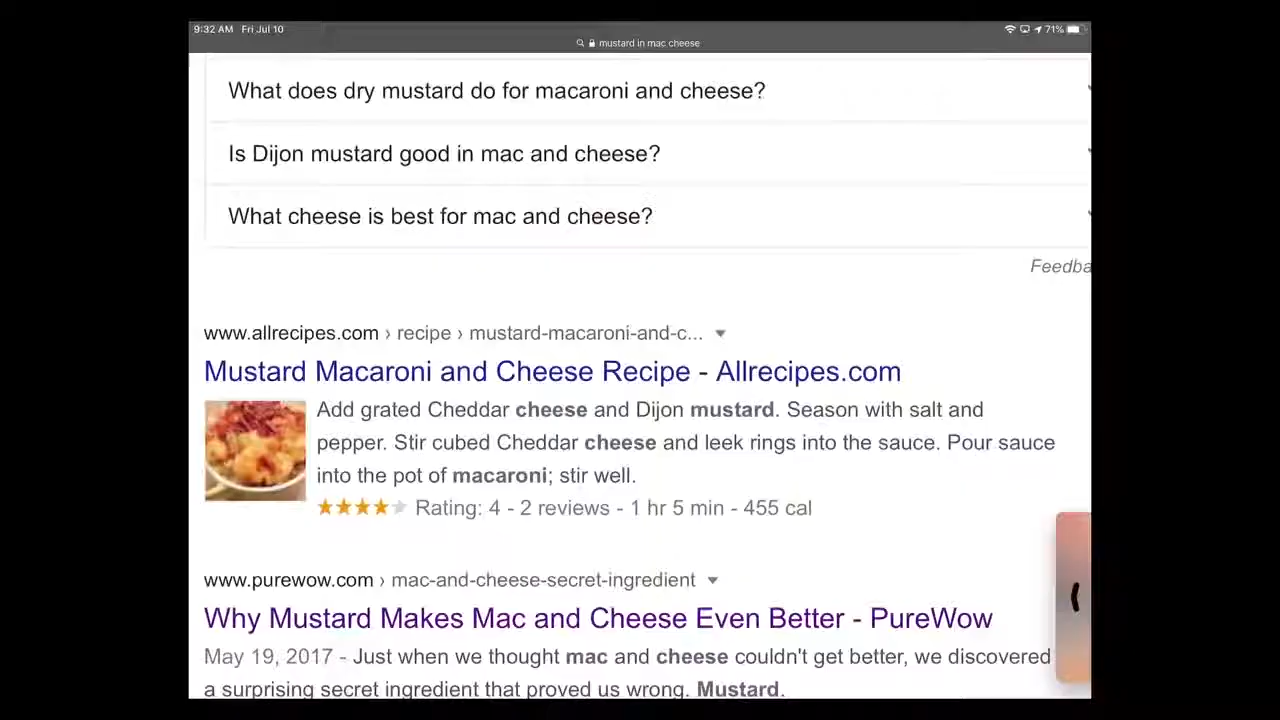 9:32 AM Fri Jul 10
71%
mustard in mac cheese
What does dry mustard do for macaroni and cheese?
Is Dijon mustard good in mac and cheese?
What cheese is best for mac and cheese?
Feedba
www.allrecipes.com › recipe › mustard-macaroni-and-c...
Mustard Macaroni and Cheese Recipe - Allrecipes.com
Add grated Cheddar cheese and Dijon mustard. Season with salt and
pepper. Stir cubed Cheddar cheese and leek rings into the sauce. Pour sauce
into the pot of macaroni; stir well.
Rating: 4 - 2 reviews - 1 hr 5 min - 455 cal
www.purewow.com › mac-and-cheese-secret-ingredient
Why Mustard Makes Mac and Cheese Even Better - PureWow
May 19, 2017 - Just when we thought mac and cheese couldn't get better, we discovered
a surprising secret ingredient that proved us wrong. Mustard.